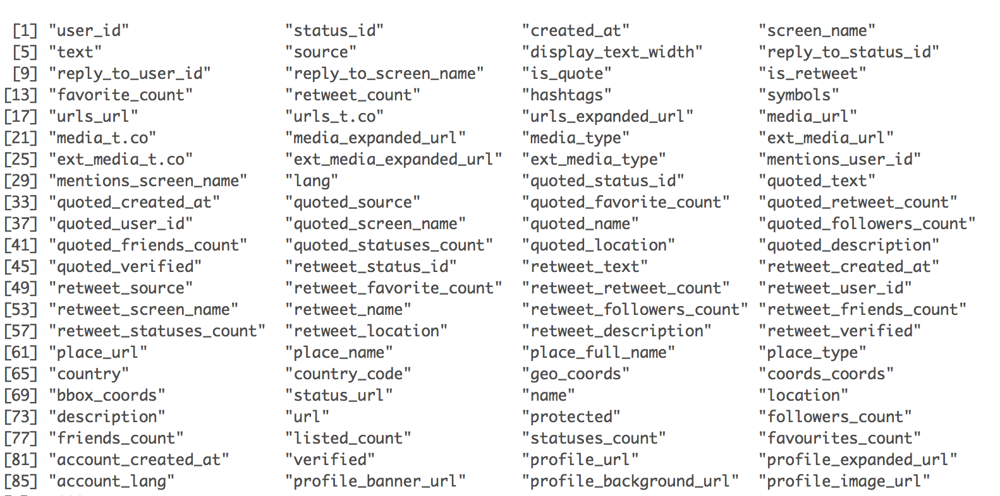 [1] "user_id" "status_id" "created_at" "screen_name"
[5] "text" "source" "display_text_width" "reply_to_status_id"
[9] "reply_to_user_id" "reply_to_screen_name" "is_quote" "is_retweet"
[13] "favorite_count" "retweet_count" "hashtags" "symbols"
[17] "urls_url" "urls_t.co" "urls_expanded_url" "media_url"
[21] "media_t.co" "media_expanded_url" "media_type" "ext_media_url"
[25] "ext_media_t.co" "ext_media_expanded_url" "ext_media_type" "mentions_user_id"
[29] "mentions_screen_name" "lang" "quoted_status_id" "quoted_text"
[33] "quoted_created_at" "quoted_source" "quoted_favorite_count" "quoted_retweet_count"
[37] "quoted_user_id" "quoted_screen_name" "quoted_name" "quoted_followers_count"
[41] "quoted_friends_count" "quoted_statuses_count" "quoted_location" "quoted_description"
[45] "quoted_verified" "retweet_status_id" "retweet_text" "retweet_created_at"
[49] "retweet_source" "retweet_favorite_count" "retweet_retweet_count" "retweet_user_id"
[53] "retweet_screen_name" "retweet_name" "retweet_followers_count" "retweet_friends_count"
[57] "retweet_statuses_count" "retweet_location" "retweet_description" "retweet_verified"
[61] "place_url" "place_name" "place_full_name" "place_type"
[65] "country" "country_code" "geo_coords" "coords_coords"
[69] "bbox_coords" "status_url" "name" "location"
[73] "description" "url" "protected" "followers_count"
[77] "friends_count" "listed_count" "statuses_count" "favourites_count"
[81] "account_created_at" "verified" "profile_url" "profile_expanded_url"
[85] "account_lang" "profile_banner_url" "profile_background_url" "profile_image_url"